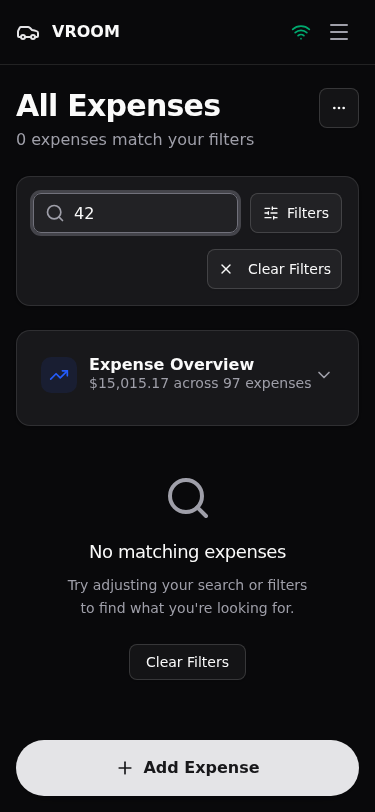 VROOM
All Expenses
0 expenses match your filters
42
Filters
Clear Filters
Expense Overview
$15,015.17 across 97 expenses
No matching expenses
Try adjusting your search or filters
to find what you're looking for.
Clear Filters
Add Expense